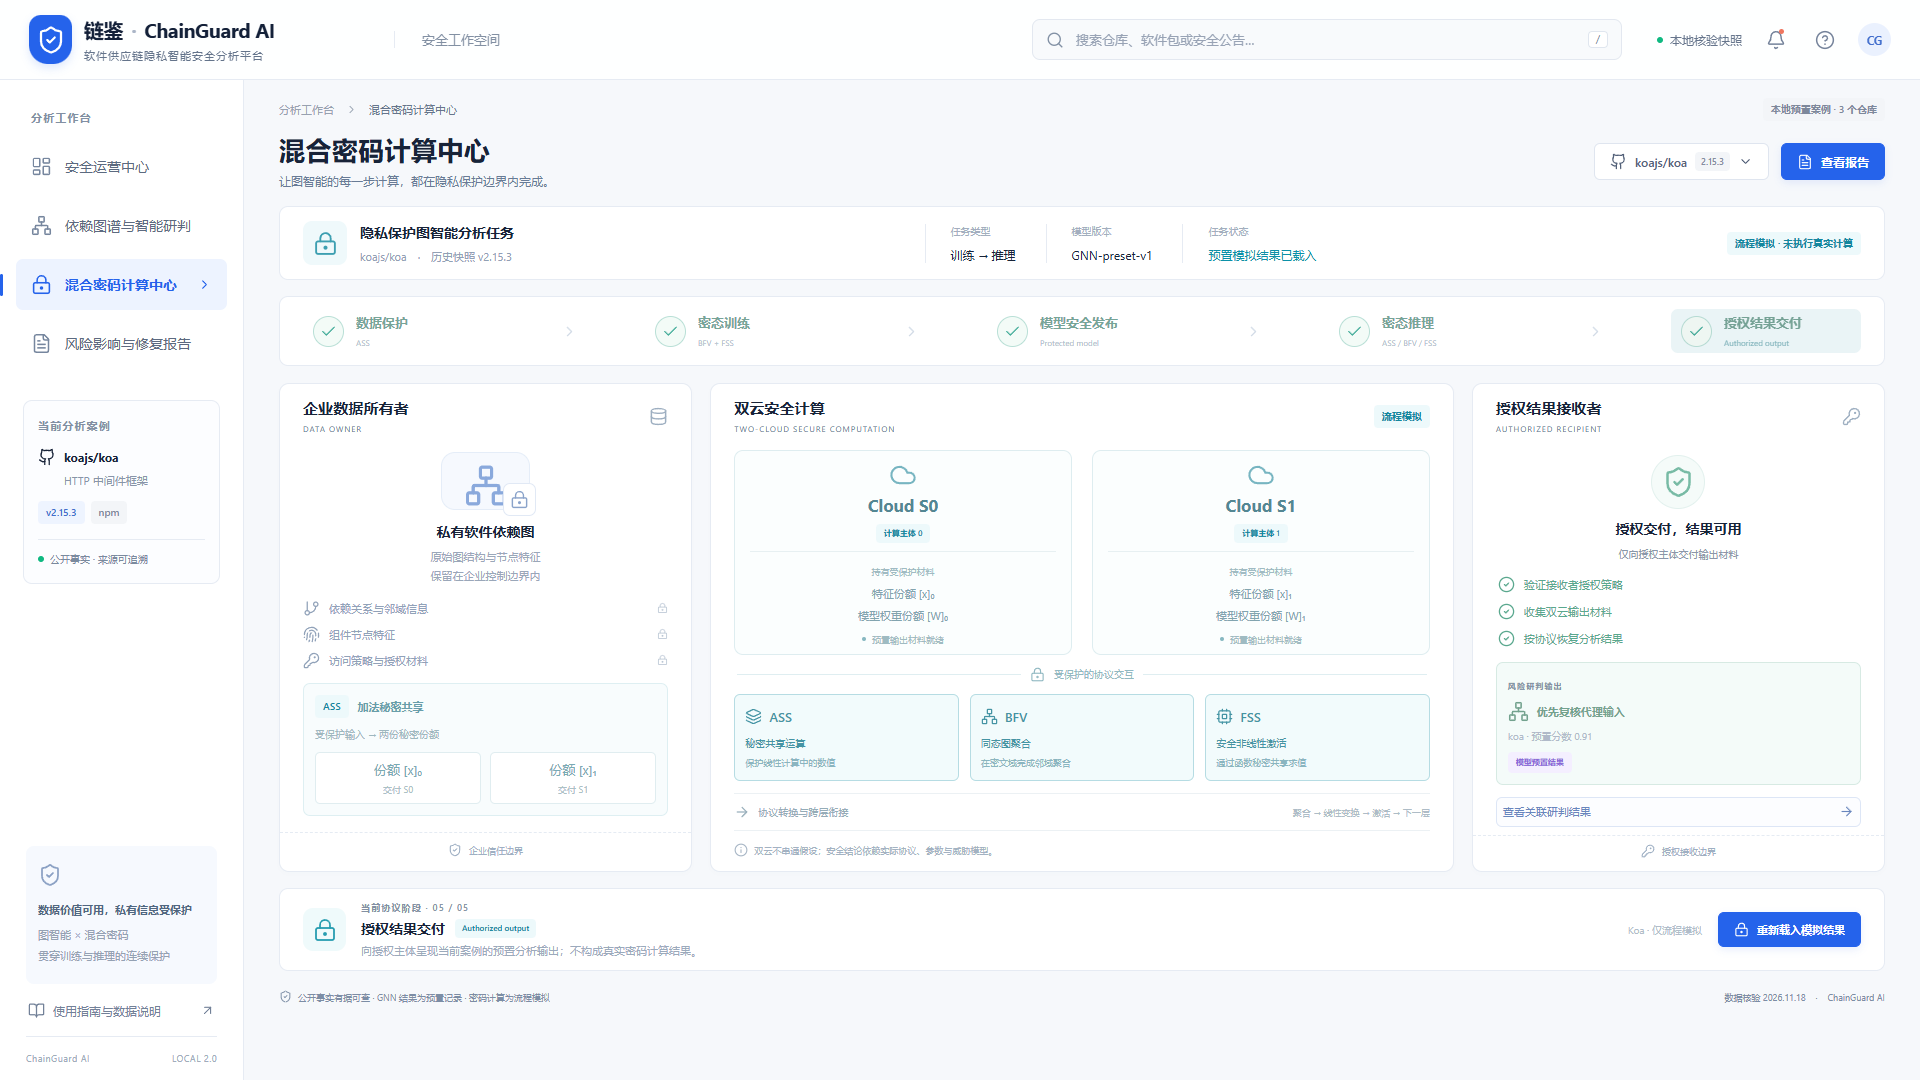 链鉴 · ChainGuard AI
软件供应链隐私智能安全分析平台
安全工作空间
搜索仓库、软件包或安全公告...
/
本地核验快照
CG
分析工作台
安全运营中心
依赖图谱与智能研判
混合密码计算中心
风险影响与修复报告
当前分析案例
koajs/koa
HTTP 中间件框架
v2.15.3
npm
公开事实 · 来源可追溯
数据价值可用，私有信息受保护
图智能 × 混合密码
贯穿训练与推理的连续保护
使用指南与数据说明
ChainGuard AI
LOCAL 2.0
分析工作台
混合密码计算中心
本地预置案例 · 3 个仓库
混合密码计算中心
让图智能的每一步计算，都在隐私保护边界内完成。
koajs/koa
2.15.3
查看报告
隐私保护图智能分析任务
koajs/koa · 历史快照 v2.15.3
任务类型
训练 → 推理
模型版本
GNN-preset-v1
任务状态
预置模拟结果已载入
流程模拟 · 未执行真实计算
数据保护
ASS
密态训练
BFV + FSS
模型安全发布
Protected model
密态推理
ASS / BFV / FSS
授权结果交付
Authorized output
企业数据所有者
DATA OWNER
私有软件依赖图
原始图结构与节点特征
保留在企业控制边界内
依赖关系与邻域信息
组件节点特征
访问策略与授权材料
ASS
加法秘密共享
受保护输入 → 两份秘密份额
份额 [x]₀
交付 S0
份额 [x]₁
交付 S1
企业信任边界
双云安全计算
TWO-CLOUD SECURE COMPUTATION
流程模拟
Cloud S0
计算主体 0
持有受保护材料
特征份额 [x]₀
模型权重份额 [W]₀
预置输出材料就绪
Cloud S1
计算主体 1
持有受保护材料
特征份额 [x]₁
模型权重份额 [W]₁
预置输出材料就绪
受保护的协议交互
ASS
秘密共享运算
保护线性计算中的数值
BFV
同态图聚合
在密文域完成邻域聚合
FSS
安全非线性激活
通过函数秘密共享求值
协议转换与跨层衔接
聚合 → 线性变换 → 激活 → 下一层
双云不串通假设；安全结论依赖实际协议、参数与威胁模型。
授权结果接收者
AUTHORIZED RECIPIENT
授权交付，结果可用
仅向授权主体交付输出材料
验证接收者授权策略
收集双云输出材料
按协议恢复分析结果
风险研判输出
优先复核代理输入
koa · 预置分数 0.91
模型预置结果
查看关联研判结果
授权接收边界
当前协议阶段 · 05 / 05
授权结果交付
Authorized output
向授权主体呈现当前案例的预置分析输出；不构成真实密码计算结果。
Koa · 仅流程模拟
重新载入模拟结果
公开事实有据可查 · GNN 结果为预置记录 · 密码计算为流程模拟
数据核验 2026.11.18 · ChainGuard AI